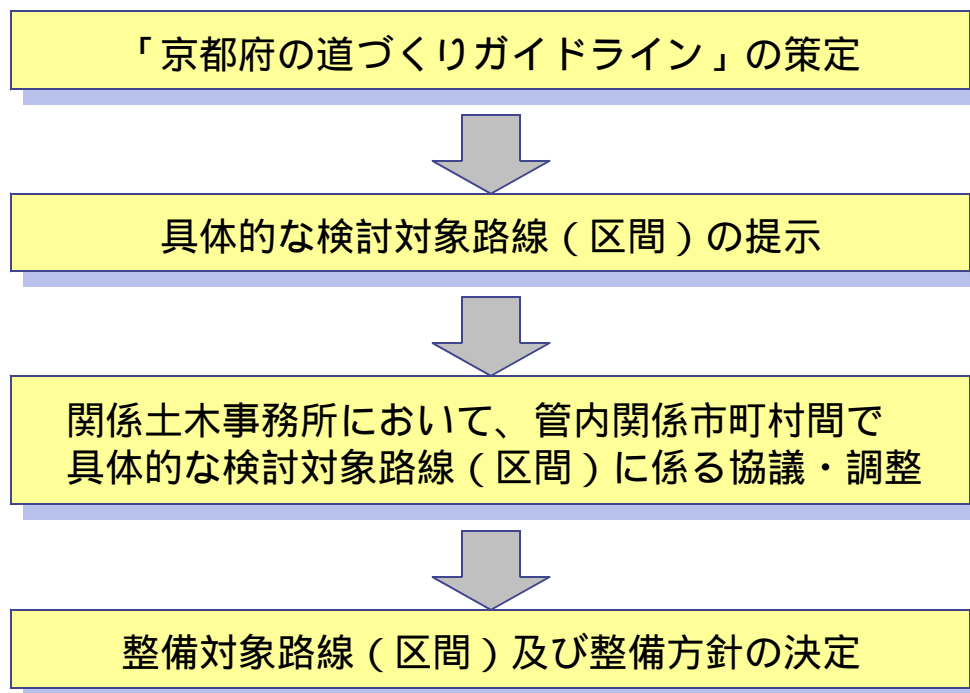 「京都府の道づくりガイドライン」の策定
具体的な検討対象路線(区間)の提示
関係土木事務所において、管内関係市町村間で
具体的な検討対象路線(区間)に係る協議・調整
整備対象路線(区間)及び整備方針の決定